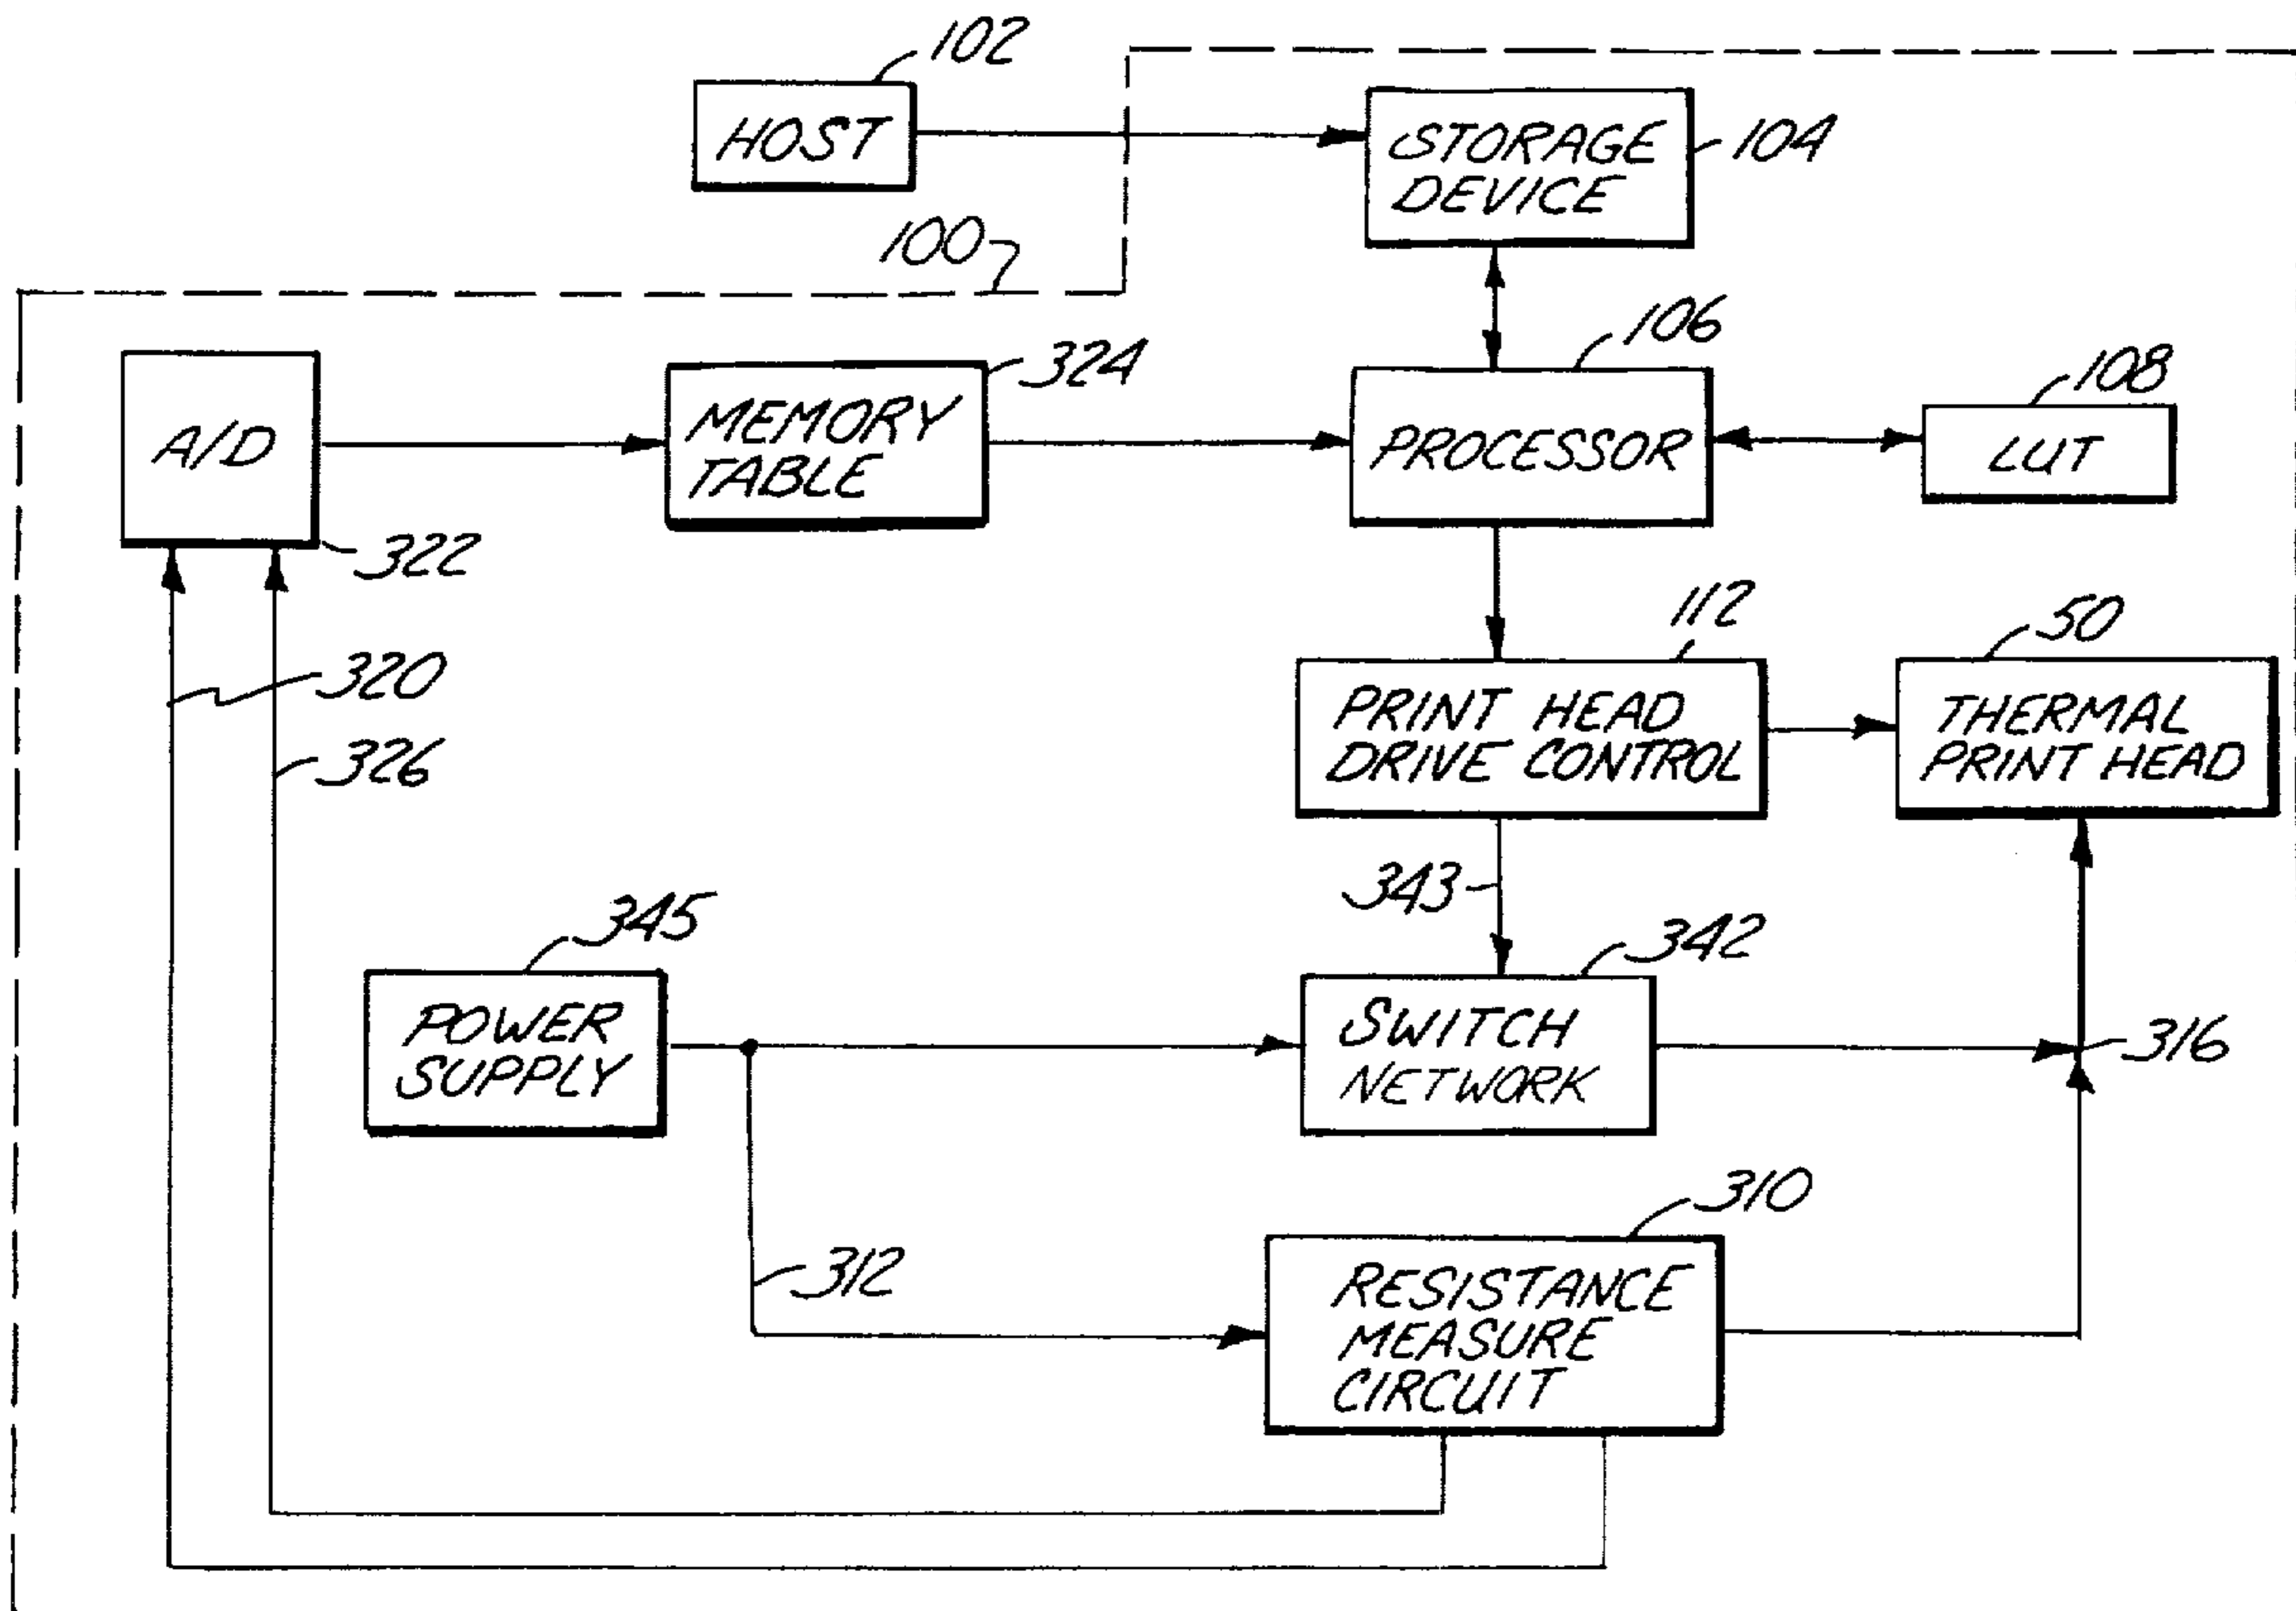 102
HOST
STORAGE
DEVICE
104
100
106
324
108
A/D
MEMORY
TABLE
PROCESSOR
LUT
322
112
50
320
326
PRINT HEAD
DRIVE CONTROL
THERMAL
PRINT HEAD
343
345
342
POWER
SUPPLY
SWITCH
NETWORK
316
310
312
RESISTANCE
MEASURE
CIRCUIT